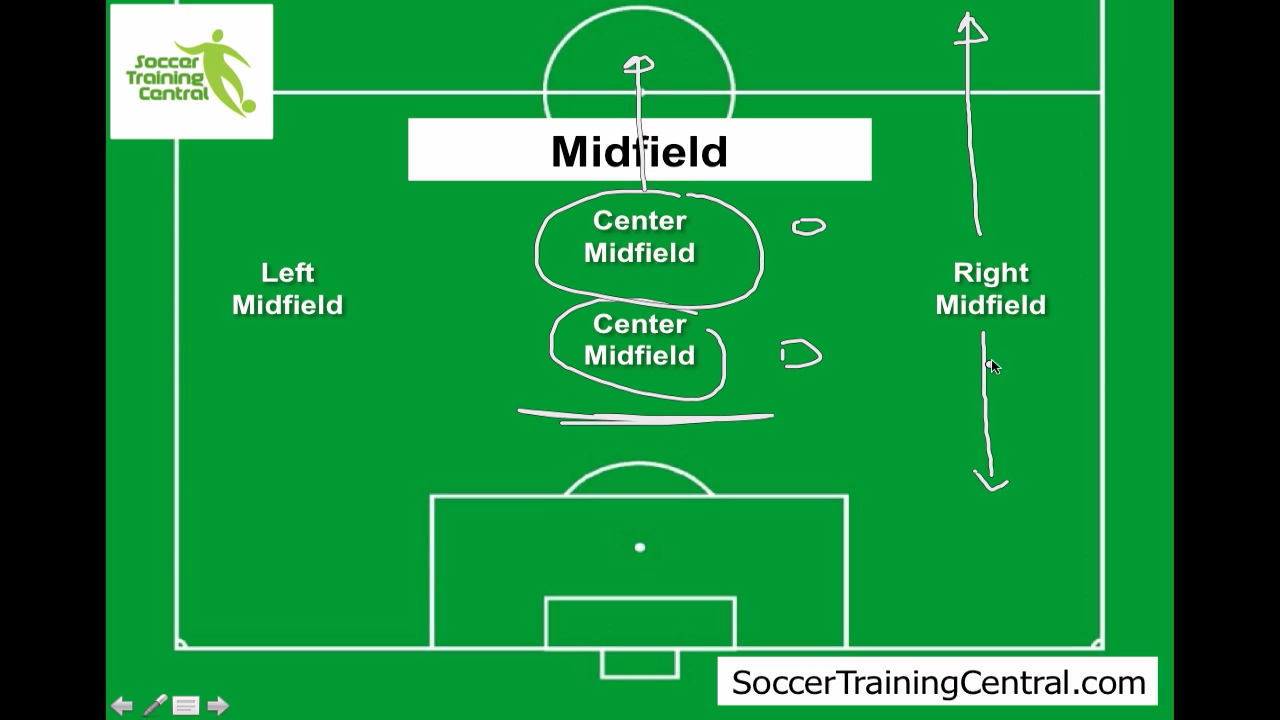 Soccer
Training
Central
Midfield
Center
Midfield
Left
Midfield
Right
Midfield
Center
Midfield
O
D
SoccerTrainingCentral.com